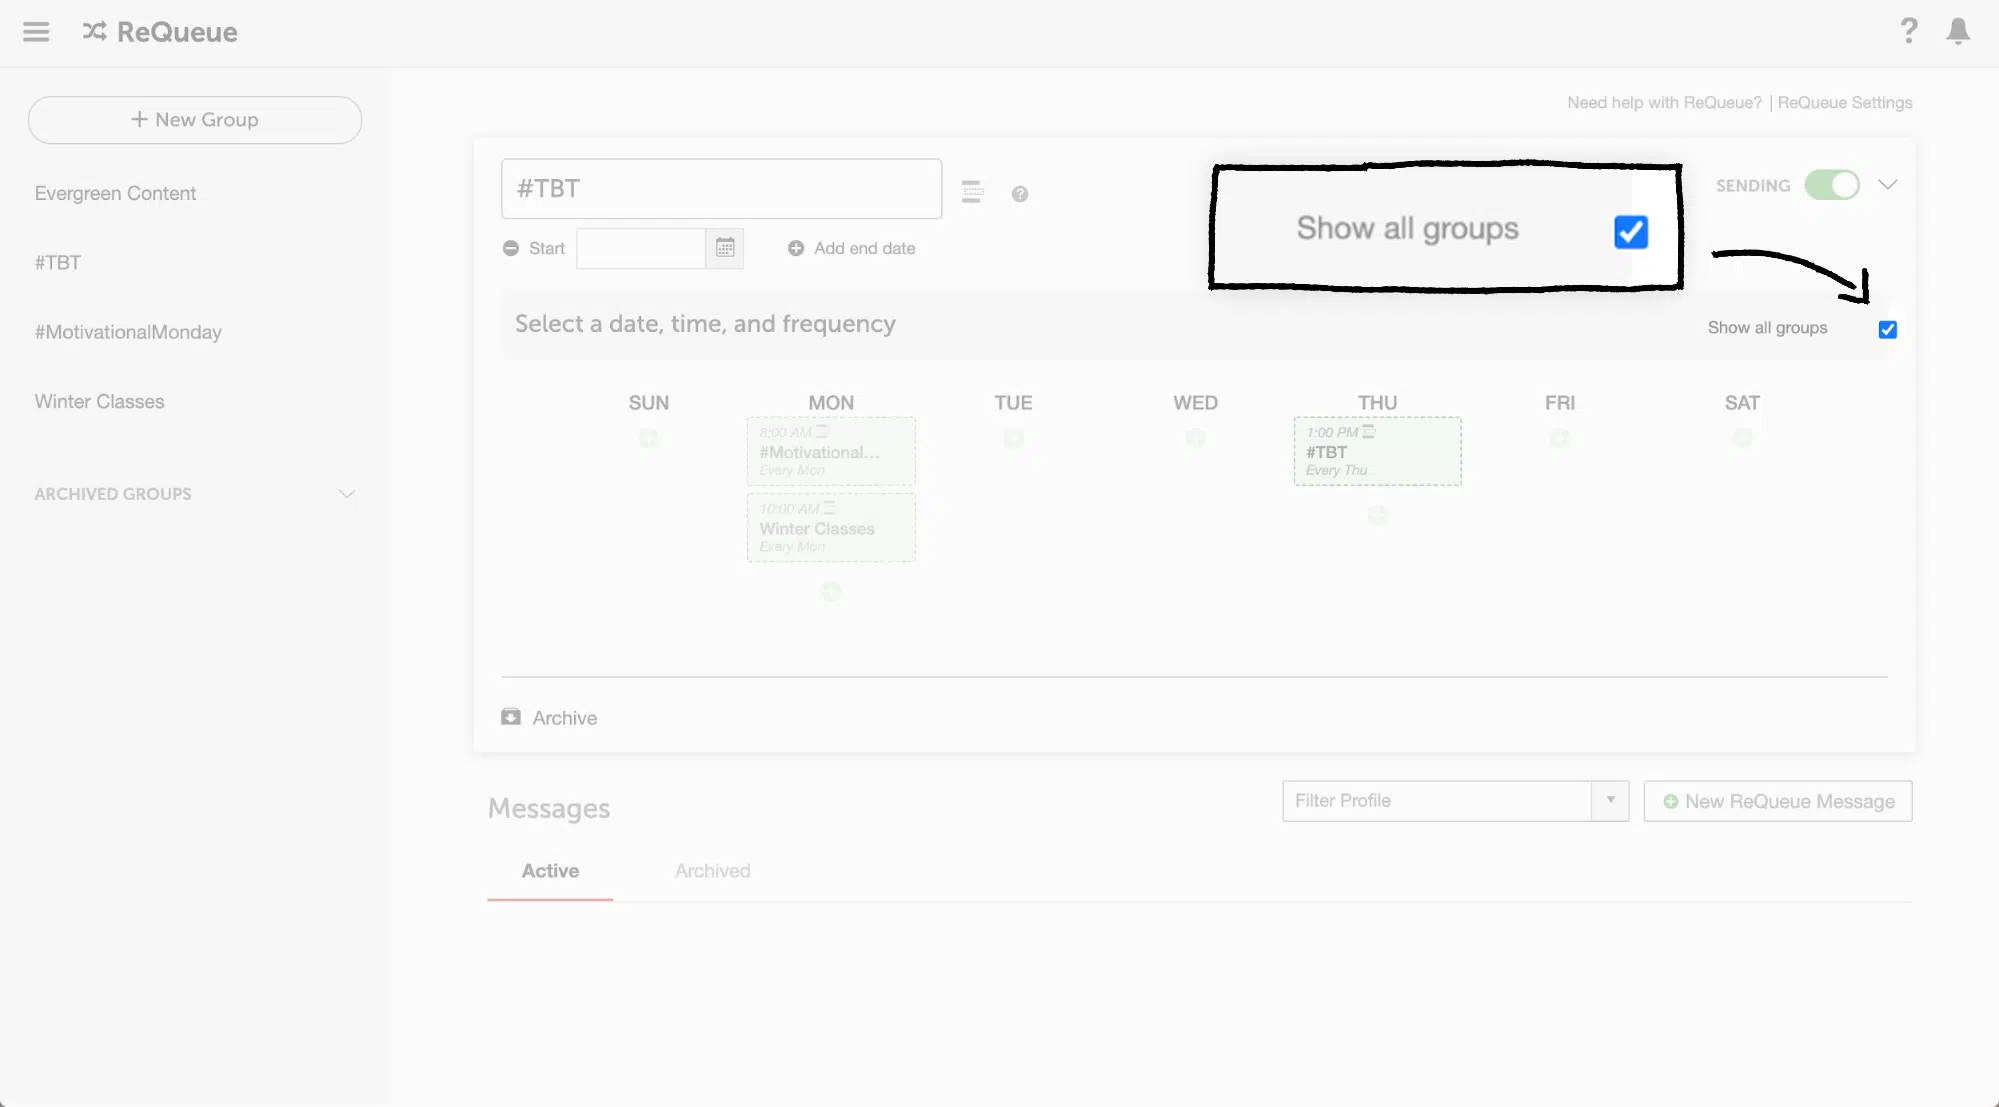 ReQueue
?
New Group
Evergreen Content
#TBT
#MotivationalMonday
Winter Classes
ARCHIVED GROUPS
Need help with ReQueue? | ReQueue Settings
#TBT
?
Show all groups
SENDING
Start
Add end date
Select a date, time, and frequency
Show all groups
SUN
MON
TUE
WED
THU
FRI
SAT
8:00 AM
#Motivational...
Every Mon
10:00 AM
Winter Classes
Every Mon
1:00 PM
#TBT
Every Thu
Archive
Messages
Filter Profile
New ReQueue Message
Active
Archived